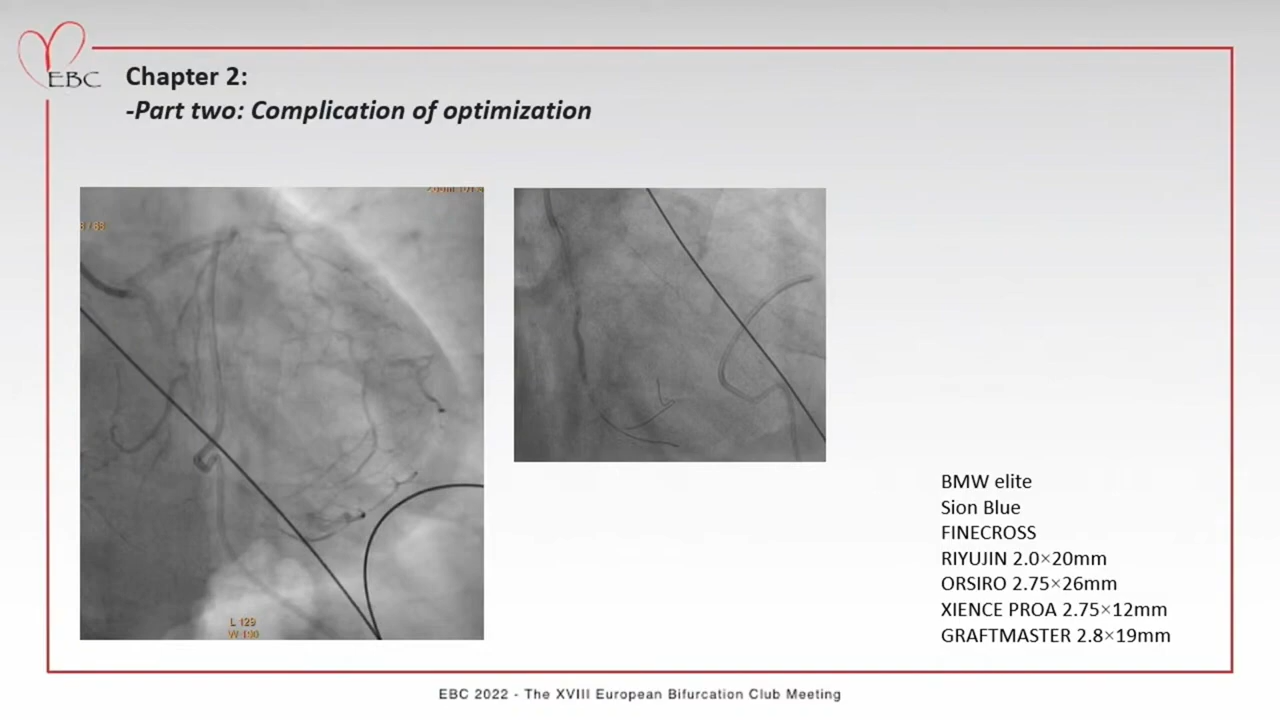 EBC
Chapter 2:
-Part two: Complication of optimization
L 129
W 190
BMW elite
Sion Blue
FINECROSS
RIYUJIN 2.0×20mm
ORSIRO 2.75×26mm
XIENCE PROA 2.75×12mm
GRAFTMASTER 2.8×19mm
EBC 2022 - The XVIII European Bifurcation Club Meeting